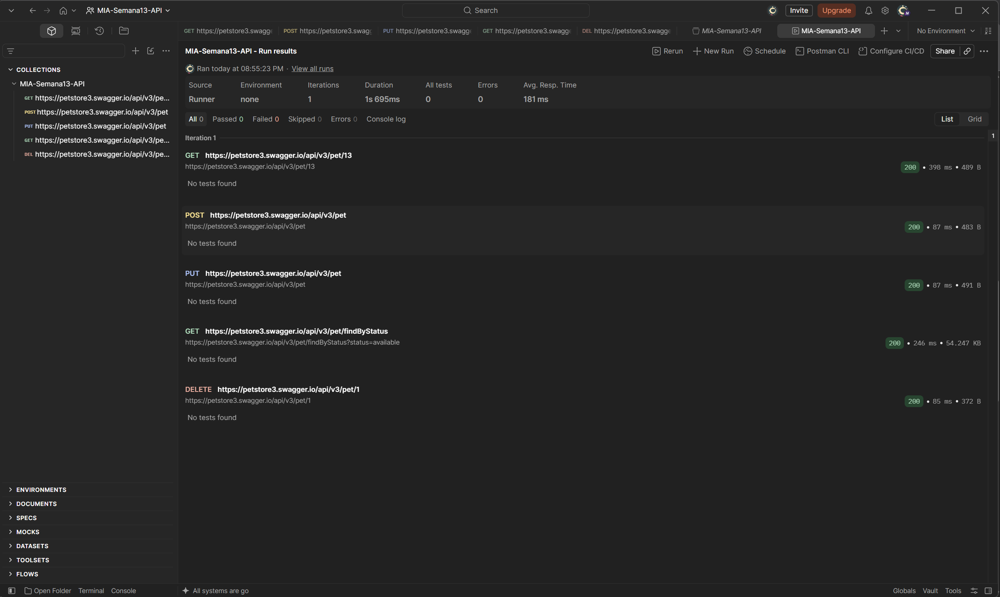 MIA-Semana13-API
Search
Invite
Upgrade
M
GET https://petstore3.swagge
POST https://petstore3.swagg
PUT https://petstore3.swagge
GET https://petstore3.swagge
DEL https://petstore3.swagge
MIA-Semana13-API
MIA-Semana13-API
No Environment
COLLECTIONS
MIA-Semana13-API
GET https://petstore3.swagger.io/api/v3/pe...
POST https://petstore3.swagger.io/api/v3/pet
PUT https://petstore3.swagger.io/api/v3/pet
GET https://petstore3.swagger.io/api/v3/pe...
DEL https://petstore3.swagger.io/api/v3/pe...
ENVIRONMENTS
DOCUMENTS
SPECS
MOCKS
DATASETS
TOOLSETS
FLOWS
MIA-Semana13-API - Run results
Rerun
New Run
Schedule
Postman CLI
Configure CI/CD
Share
Ran today at 08:55:23 PM · View all runs
Source Environment Iterations Duration All tests Errors Avg. Resp. Time
Runner none 1 1s 695ms 0 0 181 ms
All 0 Passed 0 Failed 0 Skipped 0 Errors 0 Console log
List Grid
Iteration 1
1
GET https://petstore3.swagger.io/api/v3/pet/13
https://petstore3.swagger.io/api/v3/pet/13
200 • 398 ms • 489 B
No tests found
POST https://petstore3.swagger.io/api/v3/pet
https://petstore3.swagger.io/api/v3/pet
200 • 87 ms • 483 B
No tests found
PUT https://petstore3.swagger.io/api/v3/pet
https://petstore3.swagger.io/api/v3/pet
200 • 87 ms • 491 B
No tests found
GET https://petstore3.swagger.io/api/v3/pet/findByStatus
https://petstore3.swagger.io/api/v3/pet/findByStatus?status=available
200 • 246 ms • 54.247 KB
No tests found
DELETE https://petstore3.swagger.io/api/v3/pet/1
https://petstore3.swagger.io/api/v3/pet/1
200 • 85 ms • 372 B
No tests found
Open Folder Terminal Console
All systems are go
Globals Vault Tools